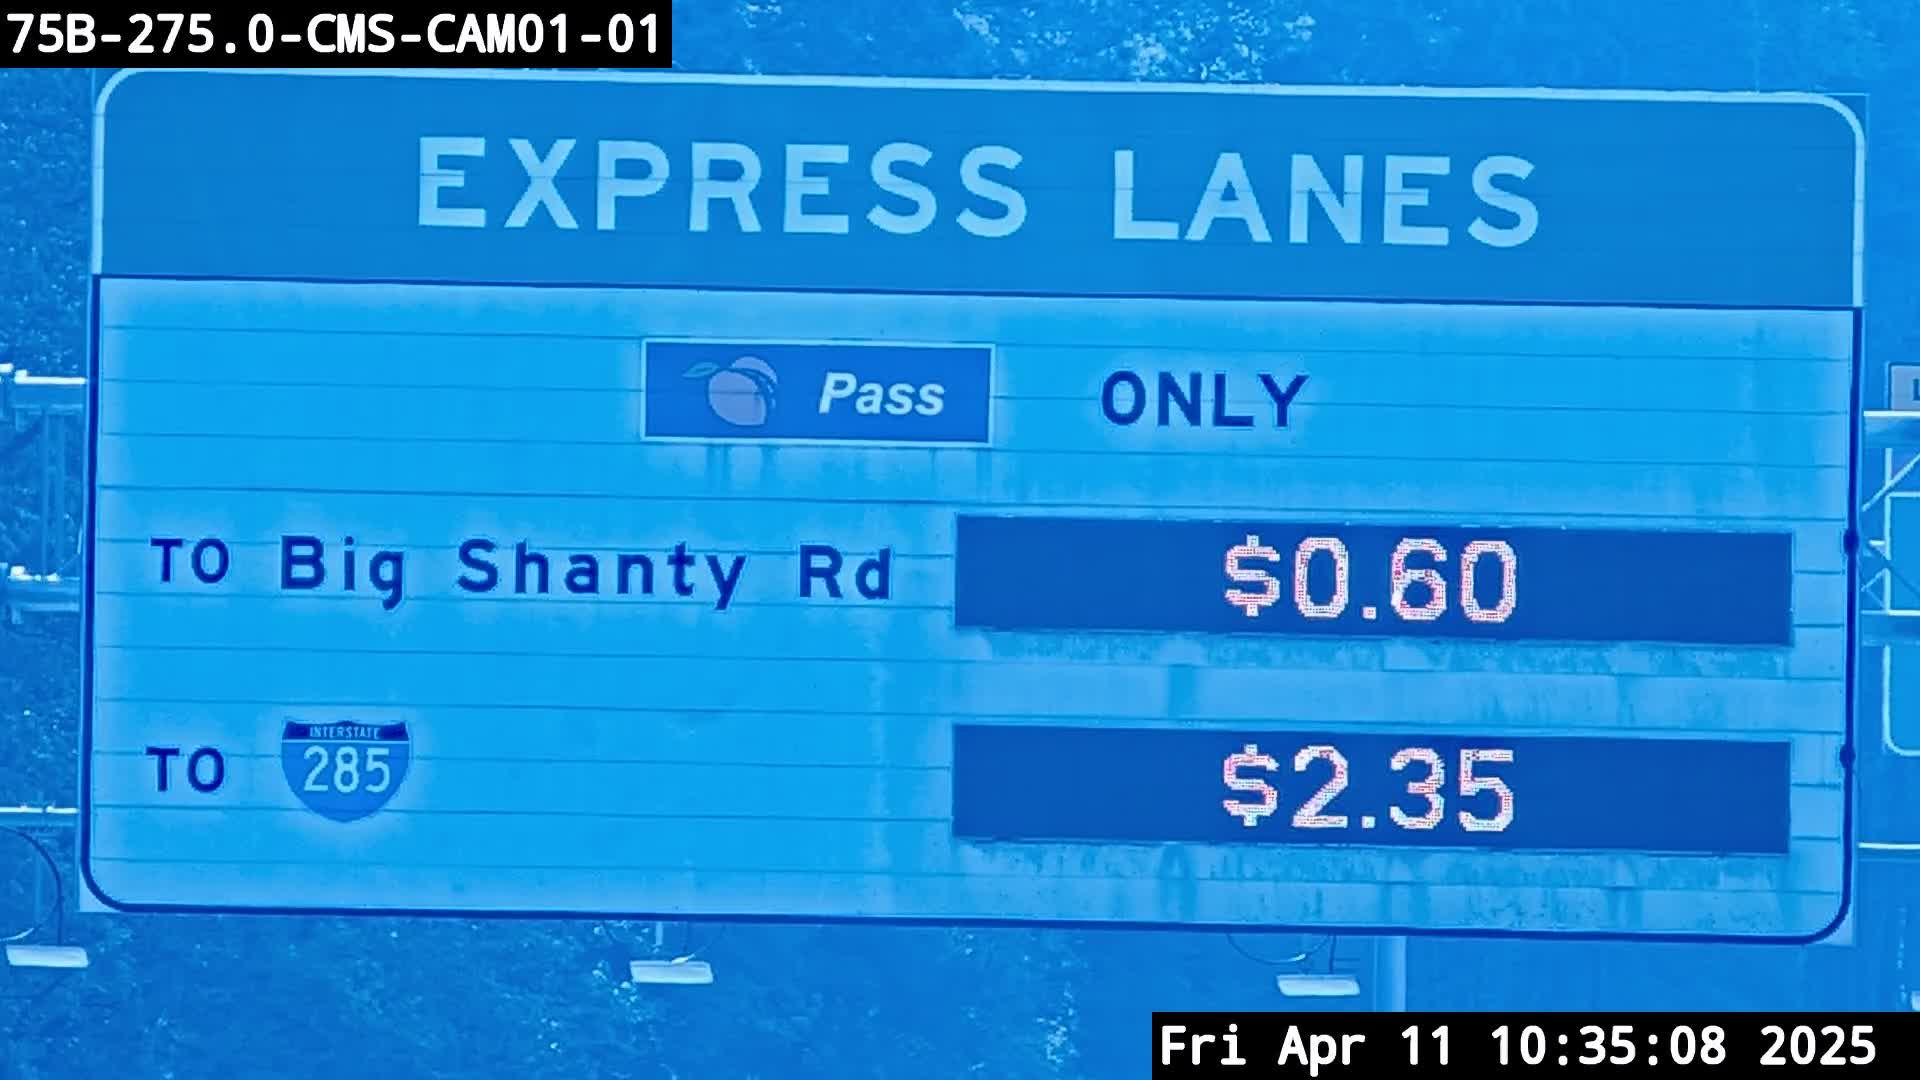 75B-275.0-CMS-CAM01-01
EXPRESS LANES
Pass ONLY
TO Big Shanty Rd $0.60
INTERSTATE
TO 285 $2.35
Fri Apr 11 10:35:08 2025